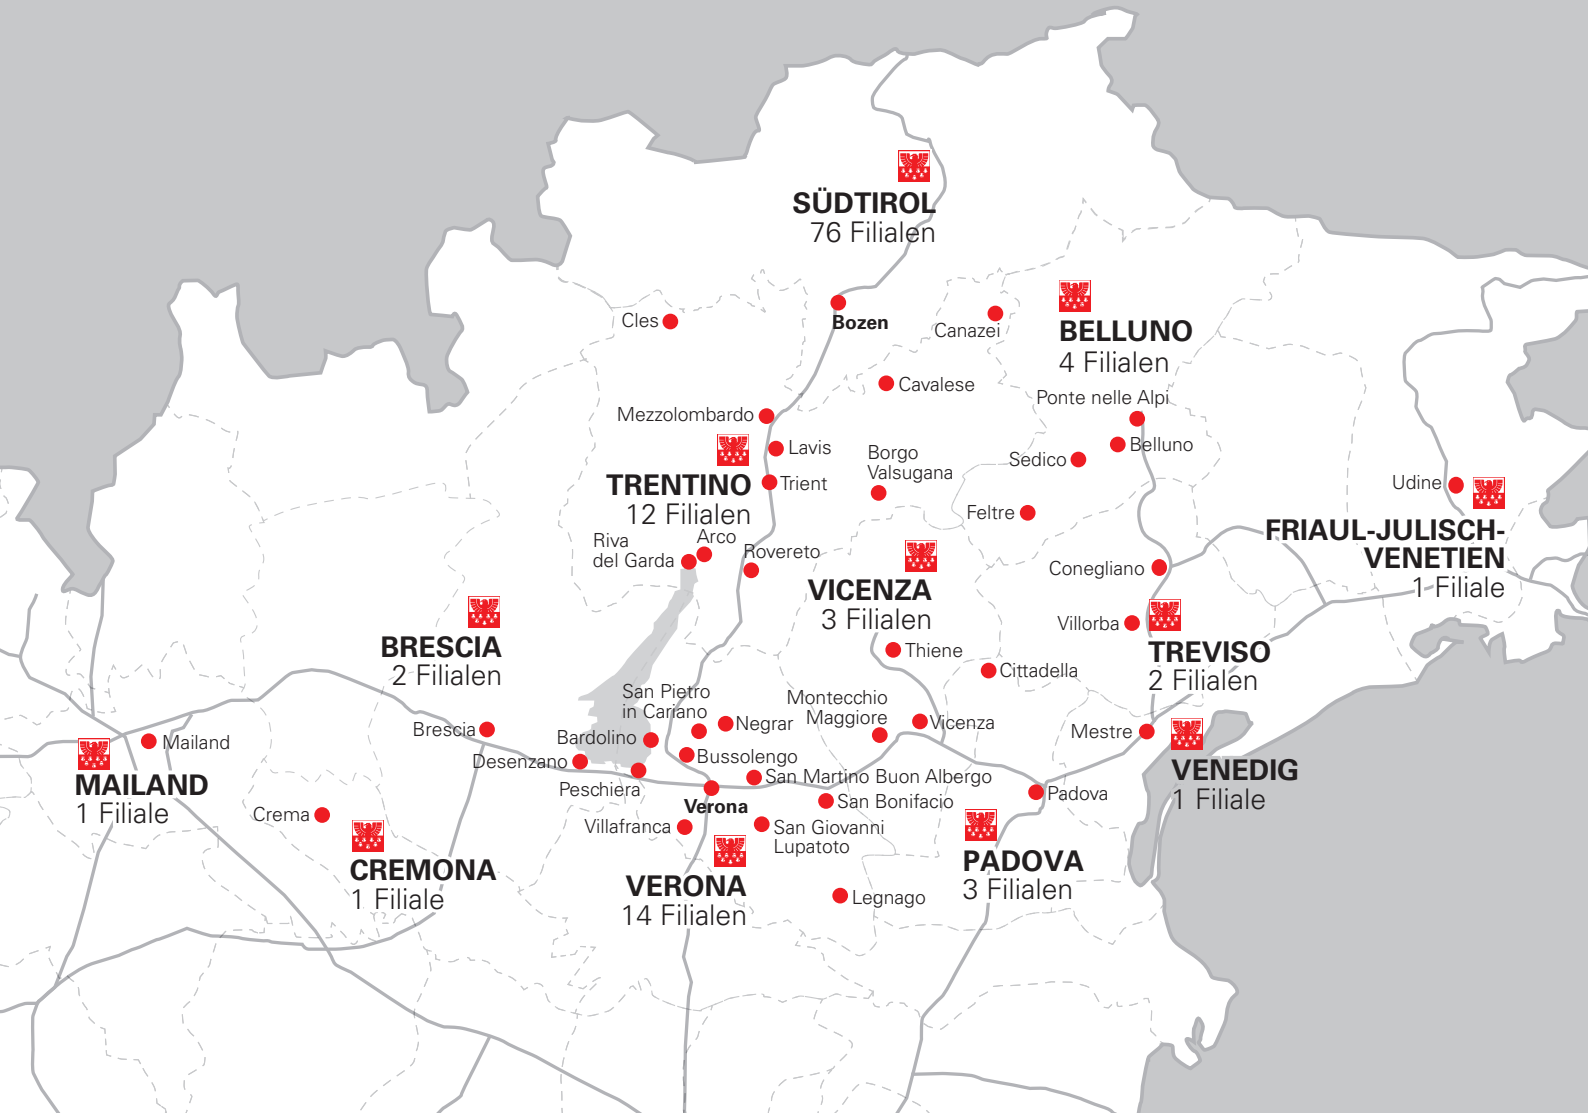 SÜDTIROL
76 Filialen
Bozen
Cles
Canazei
BELLUNO
4 Filialen
Cavalese
Ponte nelle Alpi
Mezzolombardo
Lavis
Belluno
Borgo
Valsugana
Sedico
TRENTINO
12 Filialen
Trient
Udine
Feltre
FRIAUL-JULISCH-
VENETIEN
1 Filiale
Riva
del Garda
Arco
Rovereto
VICENZA
3 Filialen
Conegliano
Villorba
TREVISO
2 Filialen
BRESCIA
2 Filialen
Thiene
Cittadella
San Pietro
in Cariano
Negrar
Montecchio
Maggiore
Vicenza
Mestre
Brescia
Bardolino
Mailand
MAILAND
1 Filiale
Desenzano
Bussolengo
VENEDIG
1 Filiale
Peschiera
San Martino Buon Albergo
Verona
San Bonifacio
Padova
Crema
CREMONA
1 Filiale
Villafranca
San Giovanni
Lupatoto
PADOVA
3 Filialen
VERONA
14 Filialen
Legnago